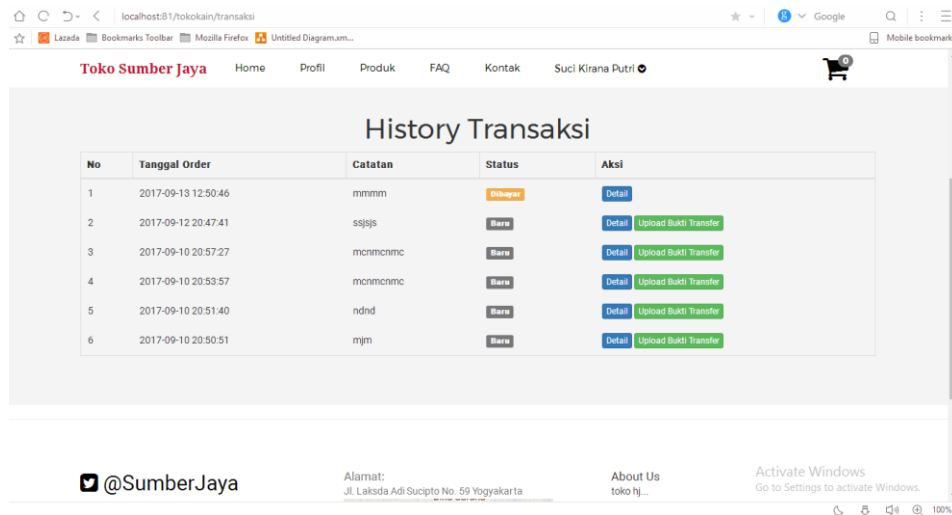 localhost:81/tokokain/transaksi
Google
Lazada Bookmarks Toolbar Mozilla Firefox Untitled Diagram.xm...
Mobile bookmark
Toko Sumber Jaya Home Profil Produk FAQ Kontak Suci Kirana Putri 0
History Transaksi
No Tanggal Order Catatan Status Aksi
1 2017-09-13 12:50:46 mmmm Dibayar Detail
2 2017-09-12 20:47:41 ssjsjs Baru Detail Upload Bukti Transfer
3 2017-09-10 20:57:27 mcnmcnmc Baru Detail Upload Bukti Transfer
4 2017-09-10 20:53:57 mcnmcnmc Baru Detail Upload Bukti Transfer
5 2017-09-10 20:51:40 ndnd Baru Detail Upload Bukti Transfer
6 2017-09-10 20:50:51 mjm Baru Detail Upload Bukti Transfer
@SumberJaya
Alamat:
Jl. Laksda Adi Sucipto No. 59 Yogyakarta
About Us
toko hj...
Activate Windows
Go to Settings to activate Windows.
100%